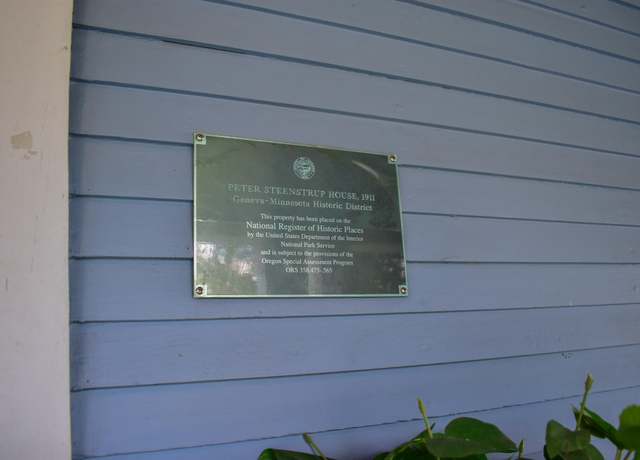 PETER STEENSTRUP HOUSE, 1911
Geneva-Minnesota Historic District
This property has been placed on the
National Register of Historic Places
by the United States Department of the Interior
National Park Service
and is subject to the provisions of the
Oregon Special Assessment Program
ORS 358.475-.565